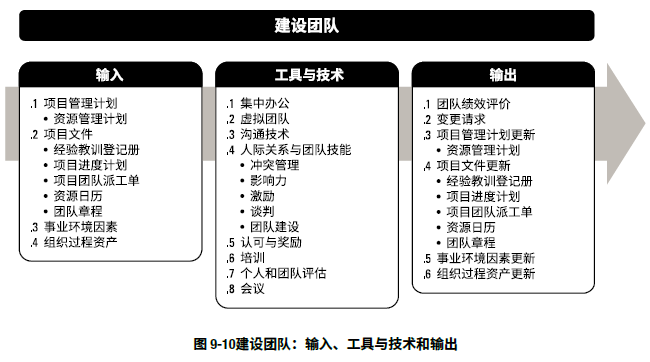 建设团队
输入
.1 项目管理计划
• 资源管理计划
.2 项目文件
• 经验教训登记册
• 项目进度计划
• 项目团队派工单
• 资源日历
• 团队章程
.3 事业环境因素
.4 组织过程资产
工具与技术
.1 集中办公
.2 虚拟团队
.3 沟通技术
.4 人际关系与团队技能
• 冲突管理
• 影响力
• 激励
• 谈判
• 团队建设
.5 认可与奖励
.6 培训
.7 个人和团队评估
.8 会议
输出
.1 团队绩效评价
.2 变更请求
.3 项目管理计划更新
• 资源管理计划
.4 项目文件更新
• 经验教训登记册
• 项目进度计划
• 项目团队派工单
• 资源日历
• 团队章程
.5 事业环境因素更新
.6 组织过程资产更新
图 9-10建设团队：输入、工具与技术和输出